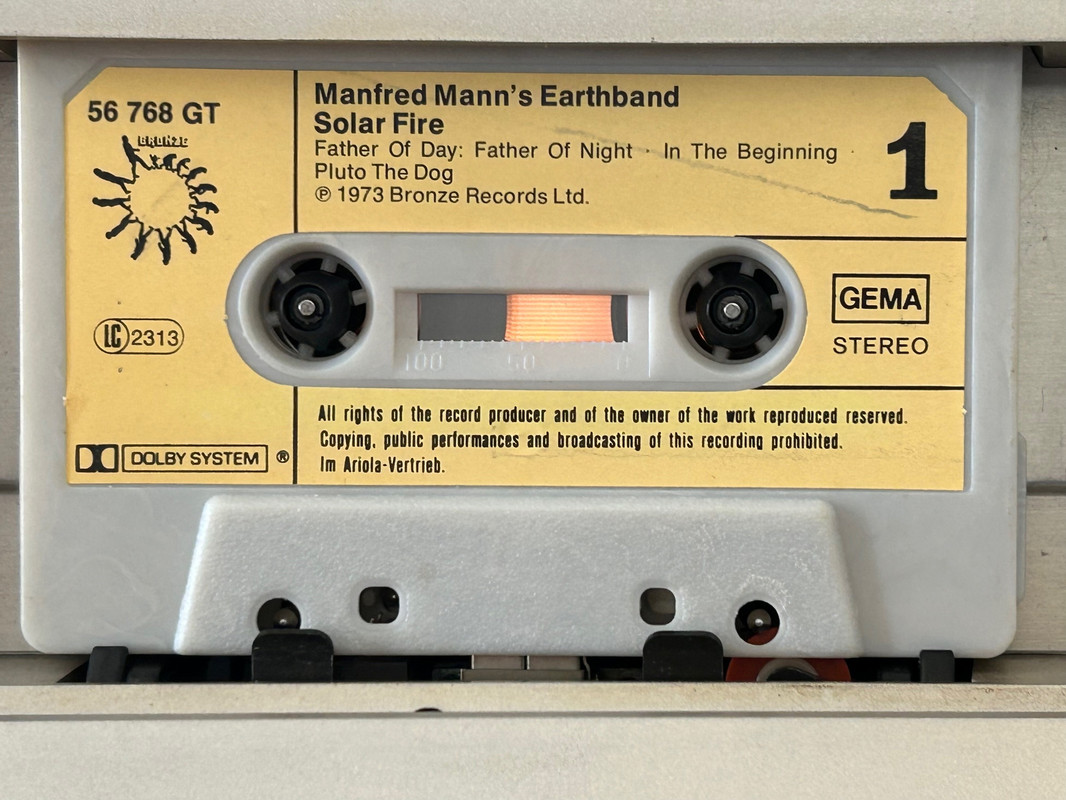 56 768 GT
BRONZE
LC 2313
DOLBY SYSTEM ®
Manfred Mann's Earthband
Solar Fire
Father Of Day: Father Of Night · In The Beginning ·
Pluto The Dog
℗ 1973 Bronze Records Ltd.
1
100 50 0
GEMA
STEREO
All rights of the record producer and of the owner of the work reproduced reserved.
Copying, public performances and broadcasting of this recording prohibited.
Im Ariola-Vertrieb.